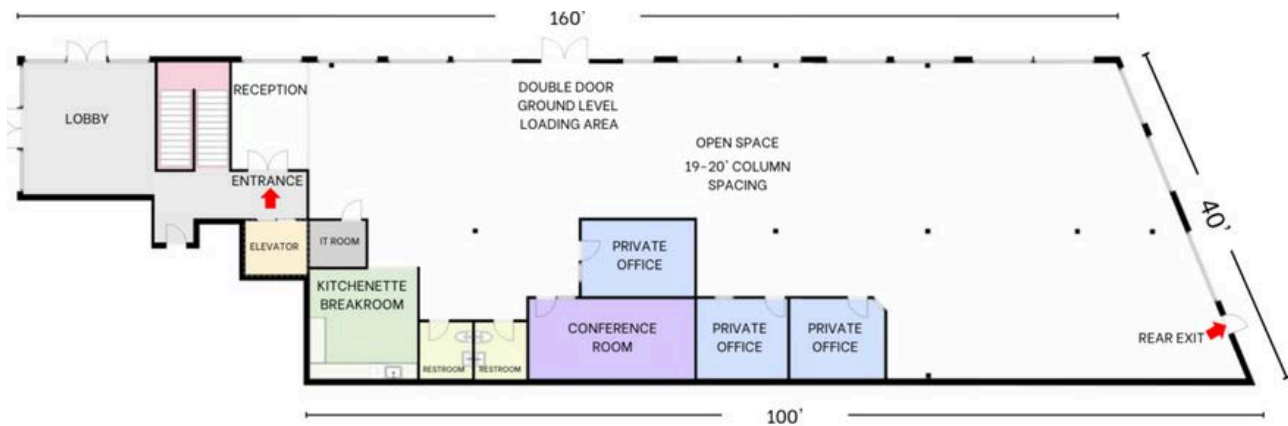 160'
LOBBY
RECEPTION
DOUBLE DOOR
GROUND LEVEL
LOADING AREA
OPEN SPACE
19-20' COLUMN
SPACING
ENTRANCE
40'
ELEVATOR
IT ROOM
PRIVATE
OFFICE
KITCHENETTE
BREAKROOM
CONFERENCE
ROOM
PRIVATE
OFFICE
PRIVATE
OFFICE
REAR EXIT
RESTROOM
RESTROOM
100'